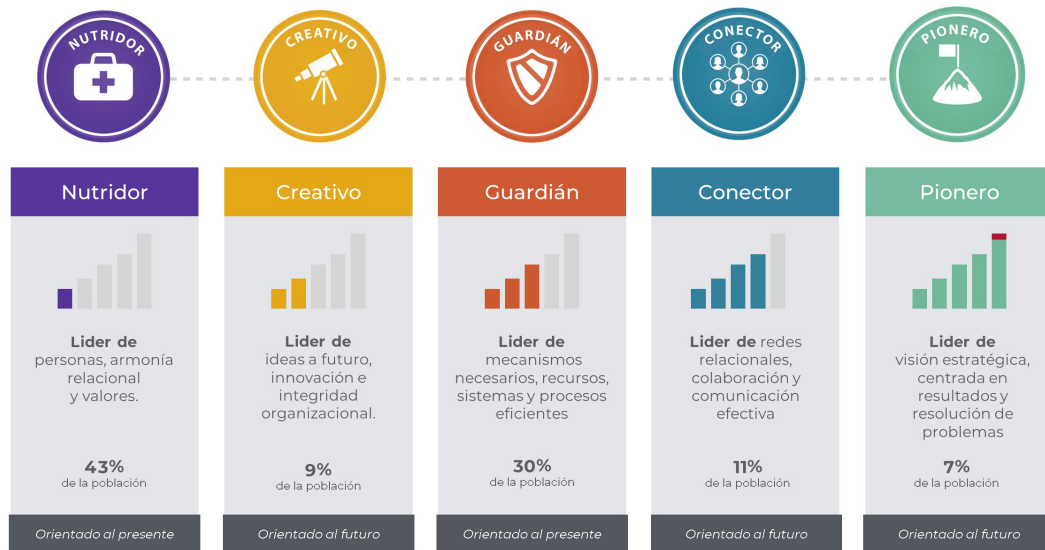 NUTRIDOR
CREATIVO
GUARDIÁN
CONECTOR
PIONERO
Nutridor
Lider de
personas, armonía
relacional
y valores.
43%
de la población
Orientado al presente
Creativo
Lider de
ideas a futuro,
innovación e
integridad
organizacional.
9%
de la población
Orientado al futuro
Guardián
Lider de
mecanismos
necesarios, recursos,
sistemas y procesos
eficientes
30%
de la población
Orientado al presente
Conector
Lider de redes
relacionales,
colaboración y
comunicación
efectiva
11%
de la población
Orientado al futuro
Pionero
Lider de
visión estratégica,
centrada en
resultados y
resolución de
problemas
7%
de la población
Orientado al futuro